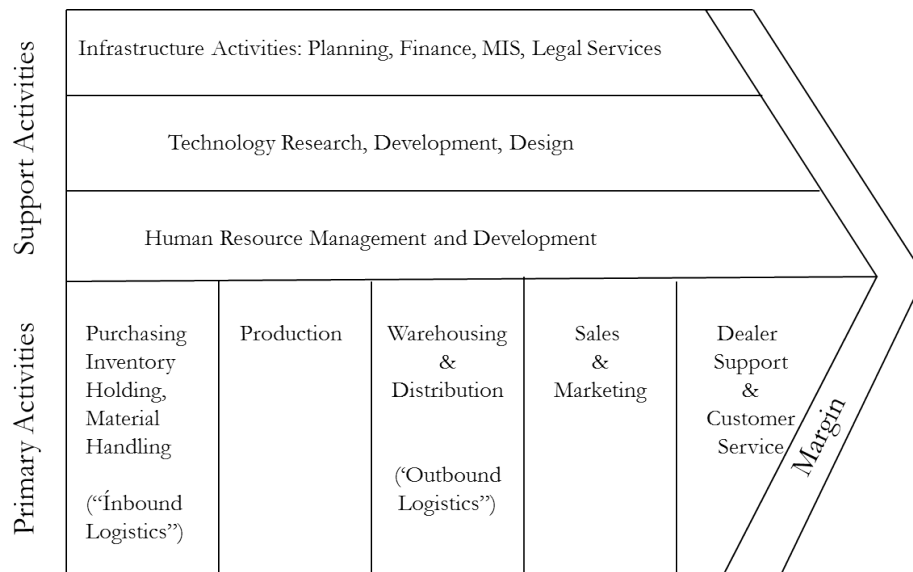 Support Activities
Infrastructure Activities: Planning, Finance, MIS, Legal Services
Technology Research, Development, Design
Human Resource Management and Development
Primary Activities
Purchasing
Inventory
Holding,
Material
Handling
(“Ínbound
Logistics”)
Production
Warehousing
&
Distribution
(‘Outbound
Logistics”)
Sales
&
Marketing
Dealer
Support
&
Customer
Service
Margin